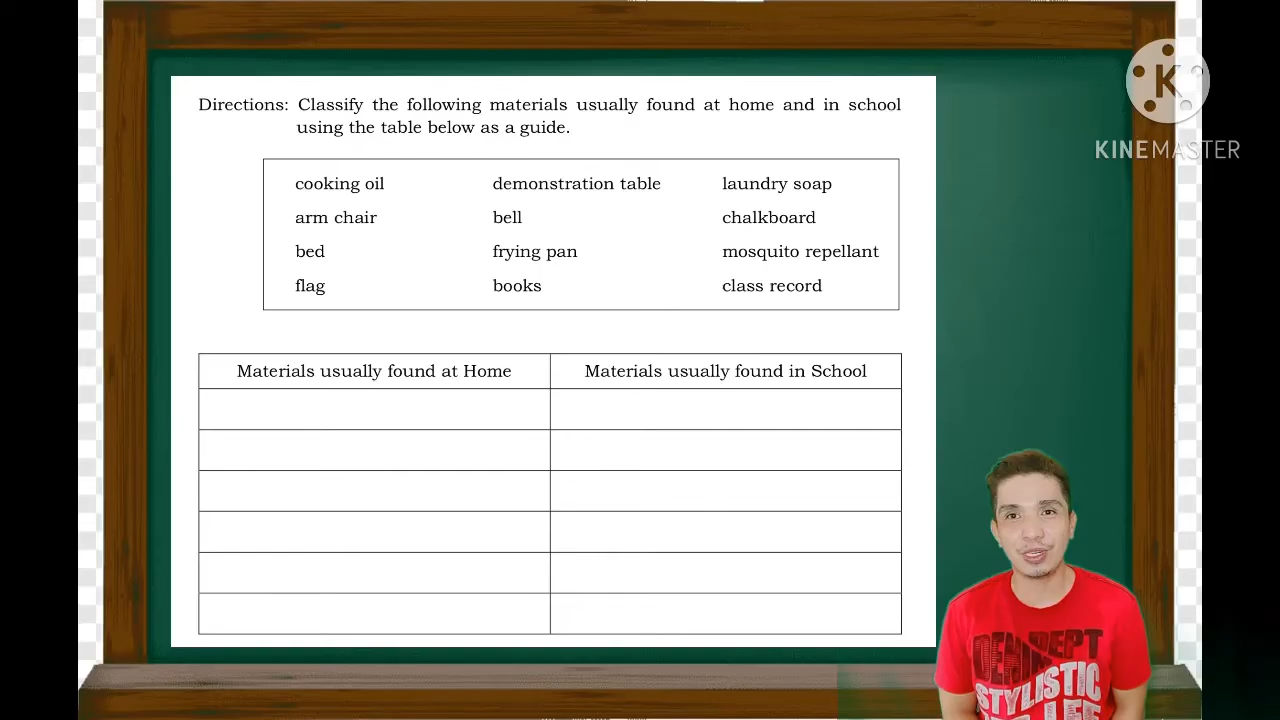 Directions: Classify the following materials usually found at home and in school
using the table below as a guide.
cooking oil demonstration table laundry soap
arm chair bell chalkboard
bed frying pan mosquito repellant
flag books class record
Materials usually found at Home Materials usually found in School
K
KINEMASTER
STYLISTIC